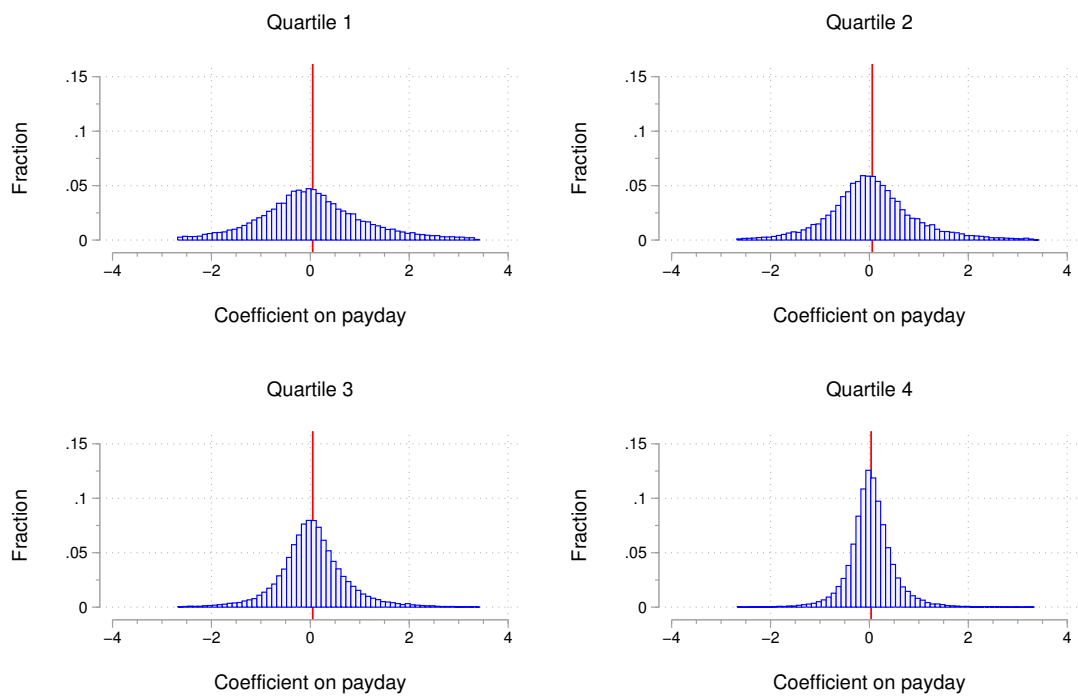 Quartile 1
.15
.1
.05
0
Fraction
−4 −2 0 2 4
Coefficient on payday
Quartile 2
.15
.1
.05
0
Fraction
−4 −2 0 2 4
Coefficient on payday
Quartile 3
.15
.1
.05
0
Fraction
−4 −2 0 2 4
Coefficient on payday
Quartile 4
.15
.1
.05
0
Fraction
−4 −2 0 2 4
Coefficient on payday